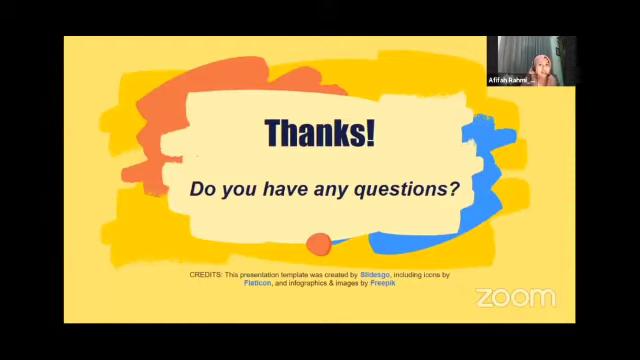 Afifah Rahmi
Thanks!
Do you have any questions?
CREDITS: This presentation template was created by Slidesgo, including icons by
Flaticon, and infographics & images by Freepik
zoom